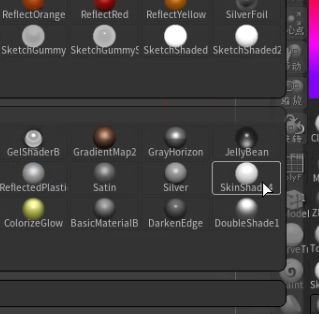 ReflectOrange ReflectRed ReflectYellow SilverFoil
SketchGummy SketchGummyS SketchShaded SketchShaded2
GelShaderB GradientMap2 GrayHorizon JellyBean
ReflectedPlasti Satin Silver SkinShade4
ColorizeGlow BasicMaterialB DarkenEdge DoubleShade1